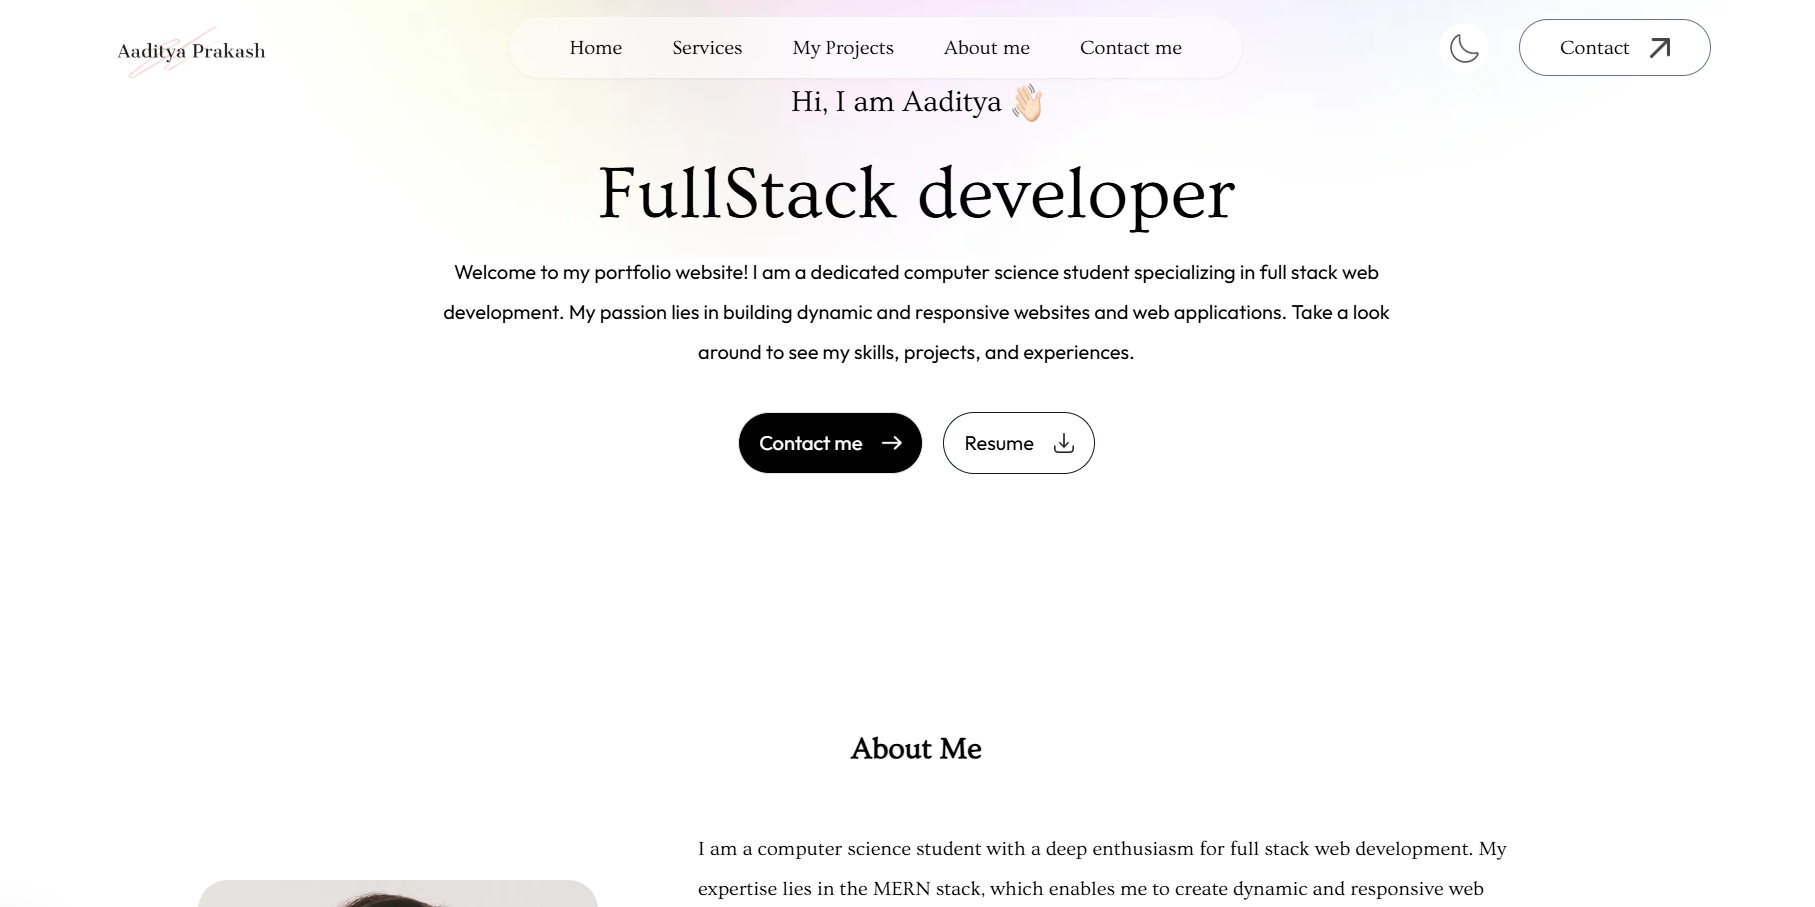 Aaditya Prakash
Home Services My Projects About me Contact me
Contact
Hi, I am Aaditya 👋🏻
FullStack developer
Welcome to my portfolio website! I am a dedicated computer science student specializing in full stack web
development. My passion lies in building dynamic and responsive websites and web applications. Take a look
around to see my skills, projects, and experiences.
Contact me
Resume
About Me
I am a computer science student with a deep enthusiasm for full stack web development. My
expertise lies in the MERN stack, which enables me to create dynamic and responsive web